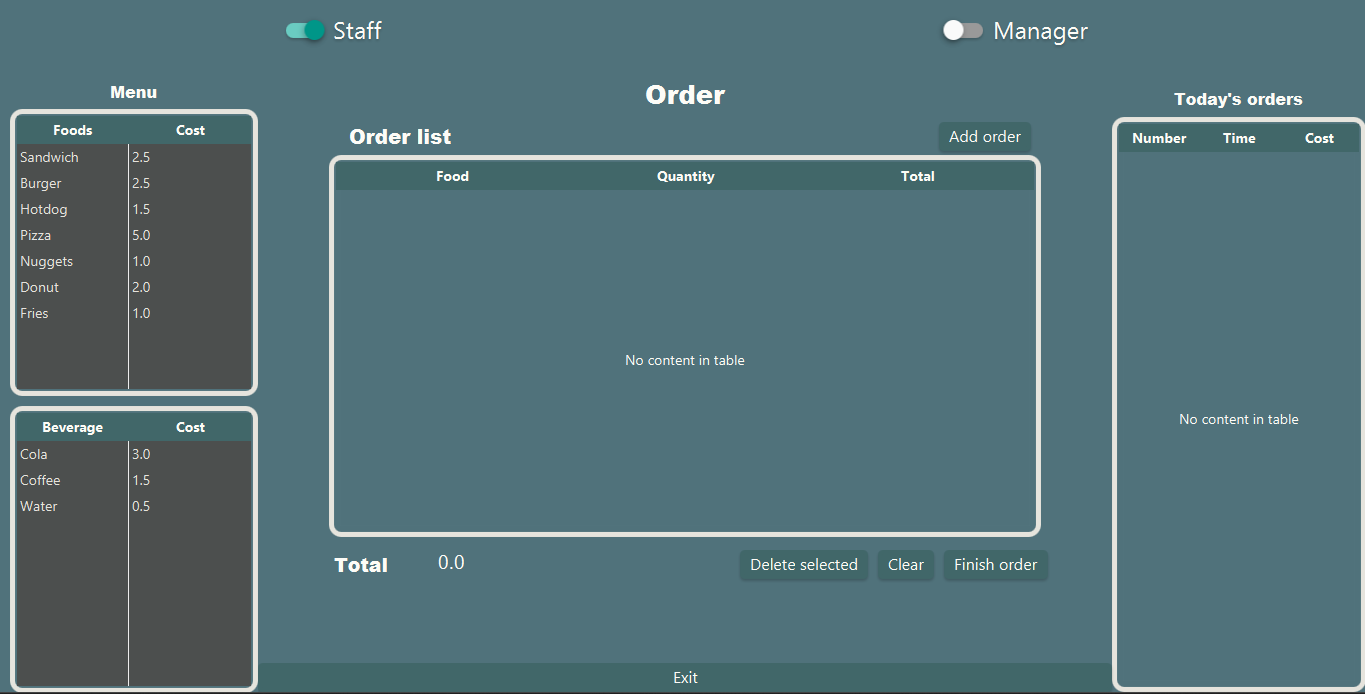 Staff
Manager
Menu
Foods Cost
Sandwich 2.5
Burger 2.5
Hotdog 1.5
Pizza 5.0
Nuggets 1.0
Donut 2.0
Fries 1.0
Beverage Cost
Cola 3.0
Coffee 1.5
Water 0.5
Order
Order list
Add order
Food Quantity Total
No content in table
Total 0.0
Delete selected
Clear
Finish order
Today's orders
Number Time Cost
No content in table
Exit